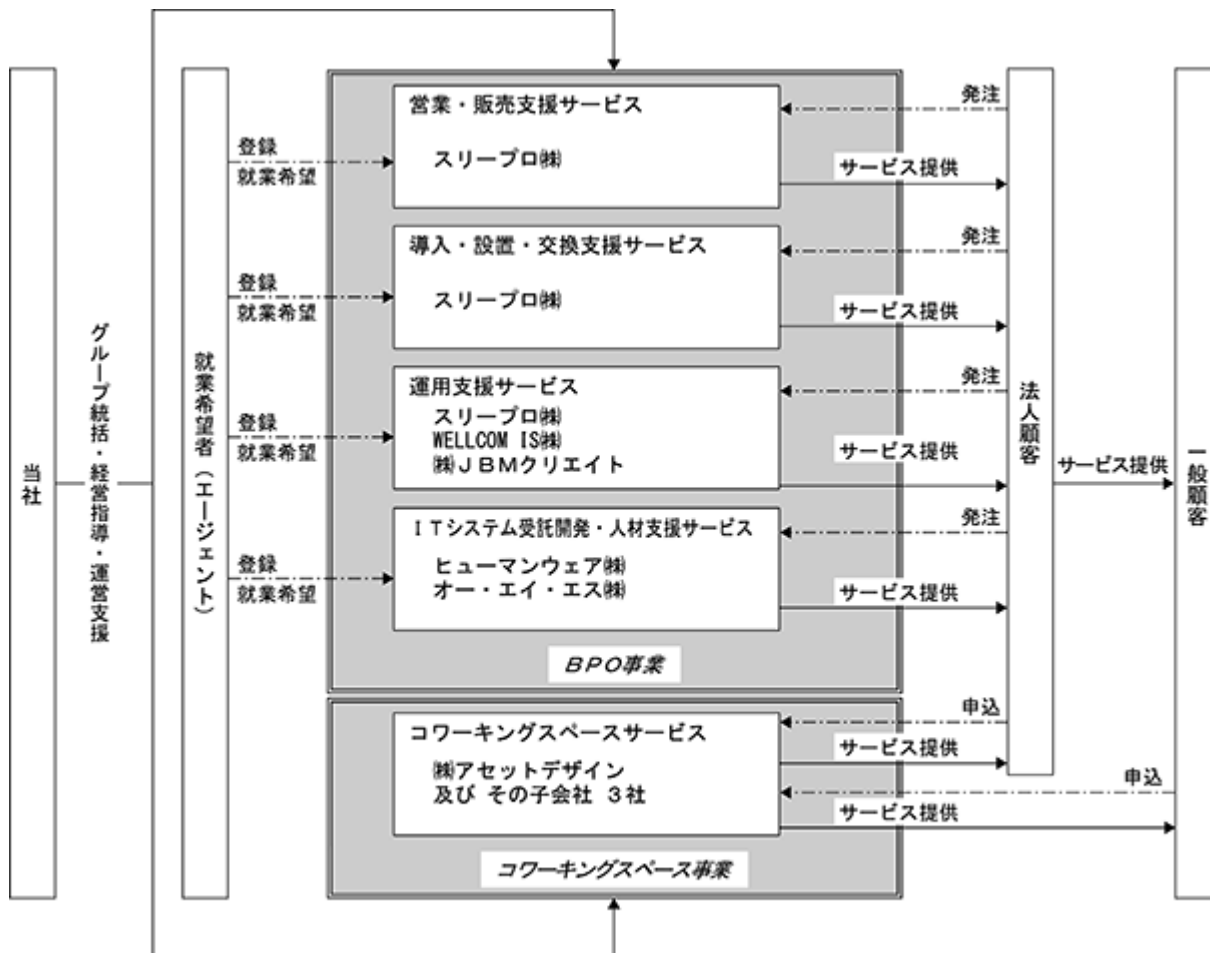 当社
グループ統括・経営指導・運営支援
就業希望者(エージェント)
営業・販売支援サービス
スリープロ㈱
登録
就業希望
発注
サービス提供
導入・設置・交換支援サービス
スリープロ㈱
登録
就業希望
発注
サービス提供
運用支援サービス
スリープロ㈱
WELLCOM IS㈱
㈱JBMクリエイト
登録
就業希望
発注
サービス提供
ITシステム受託開発・人材支援サービス
ヒューマンウェア㈱
オー・エイ・エス㈱
登録
就業希望
発注
サービス提供
BPO事業
コワーキングスペースサービス
㈱アセットデザイン
及び その子会社 3社
申込
サービス提供
申込
サービス提供
コワーキングスペース事業
法人顧客
サービス提供
一般顧客